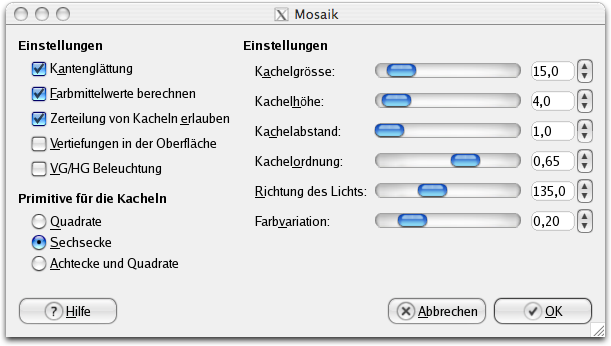 Mosaik
Einstellungen
Kantenglättung
Farbmittelwerte berechnen
Zerteilung von Kacheln erlauben
Vertiefungen in der Oberfläche
VG/HG Beleuchtung
Primitive für die Kacheln
Quadrate
Sechsecke
Achtecke und Quadrate
Einstellungen
Kachelgrösse: 15,0
Kachelhöhe: 4,0
Kachelabstand: 1,0
Kachelordnung: 0,65
Richtung des Lichts: 135,0
Farbvariation: 0,20
Hilfe
Abbrechen
OK